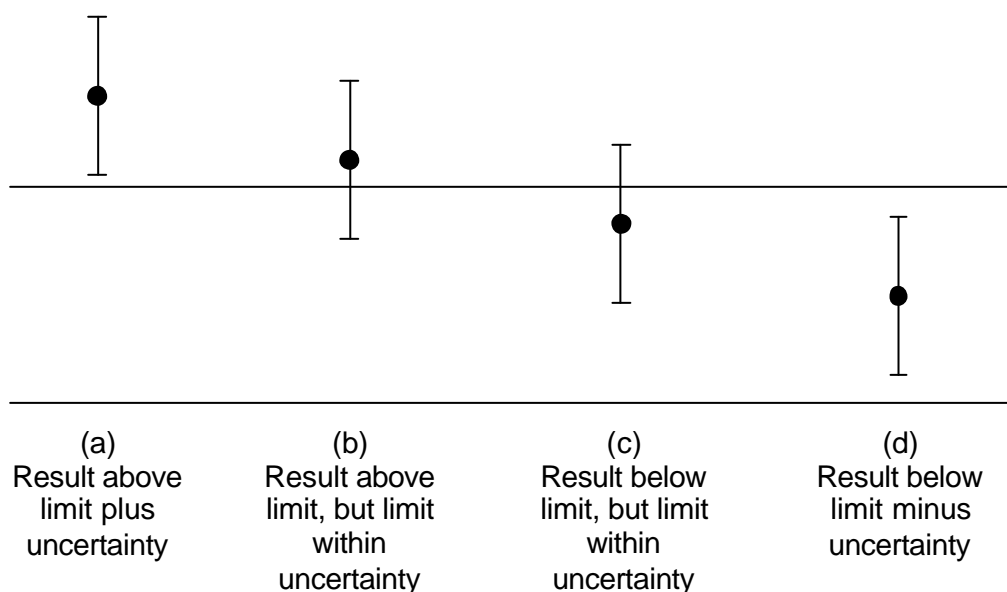 (a)
Result above
limit plus
uncertainty
(b)
Result above
limit, but limit
within
uncertainty
(c)
Result below
limit, but limit
within
uncertainty
(d)
Result below
limit minus
uncertainty